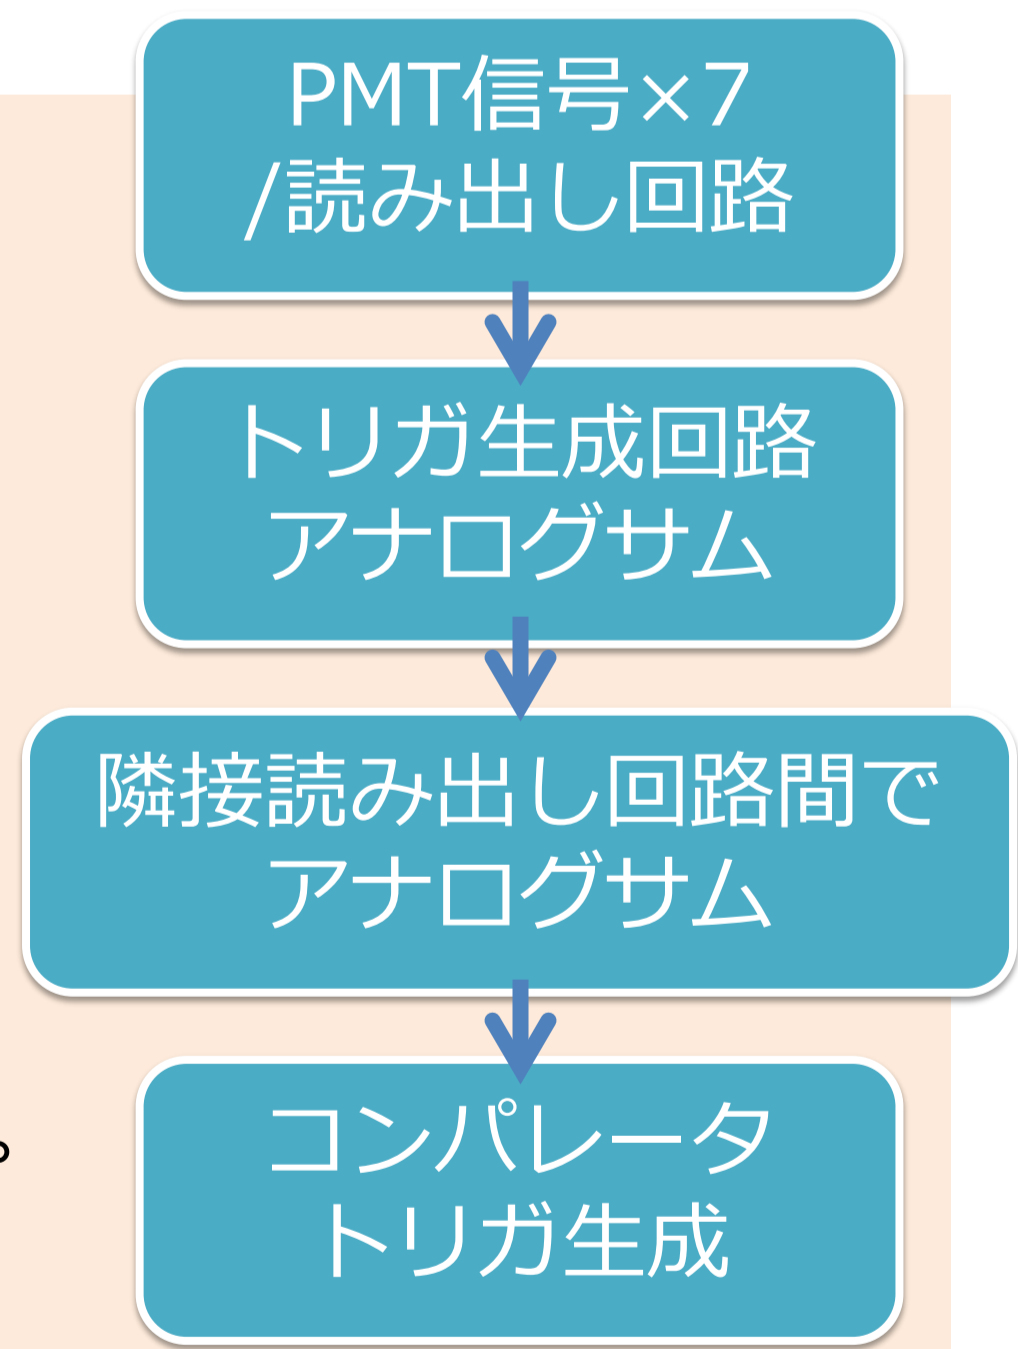 PMT信号×7
/読み出し回路
トリガ生成回路
アナログサム
隣接読み出し回路間で
アナログサム
。
コンパレータ
トリガ生成